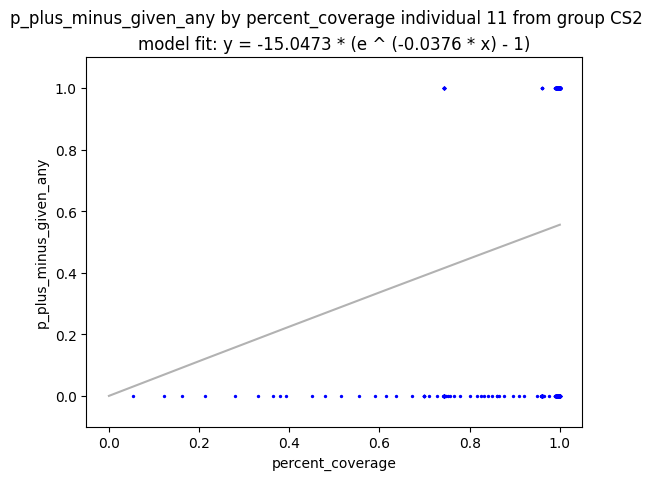 p_plus_minus_given_any by percent_coverage individual 11 from group CS2
model fit: y = -15.0473 * (e ^ (-0.0376 * x) - 1)
1.0
0.8
0.6
0.4
0.2
0.0
p_plus_minus_given_any
0.0 0.2 0.4 0.6 0.8 1.0
percent_coverage